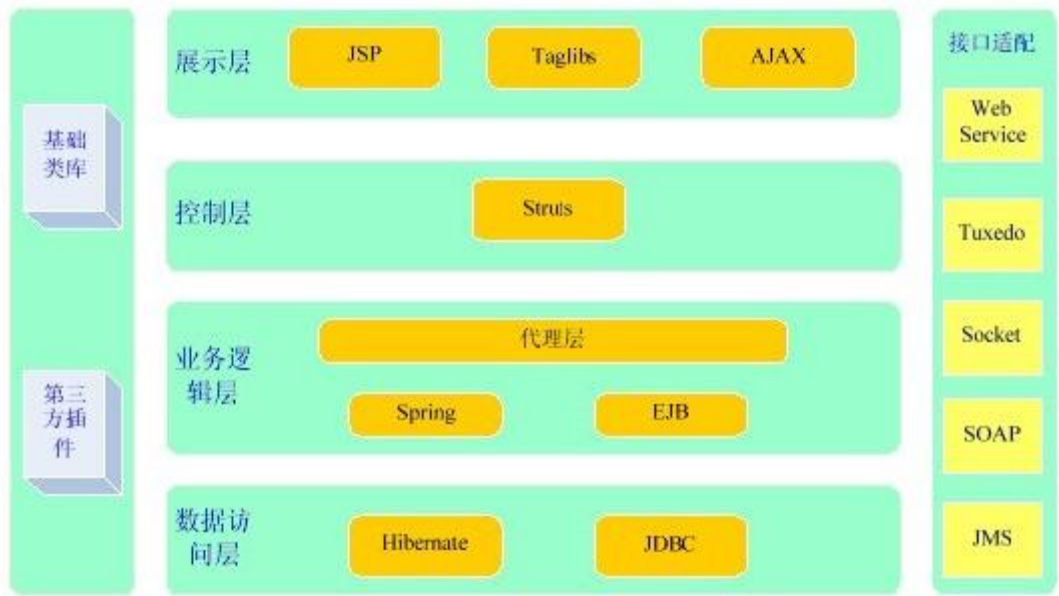 基础
类库
第三
方插
件
展示层
JSP
Taglibs
AJAX
控制层
Struts
业务逻
辑层
代理层
Spring
EJB
数据访
问层
Hibernate
JDBC
接口适配
Web
Service
Tuxedo
Socket
SOAP
JMS